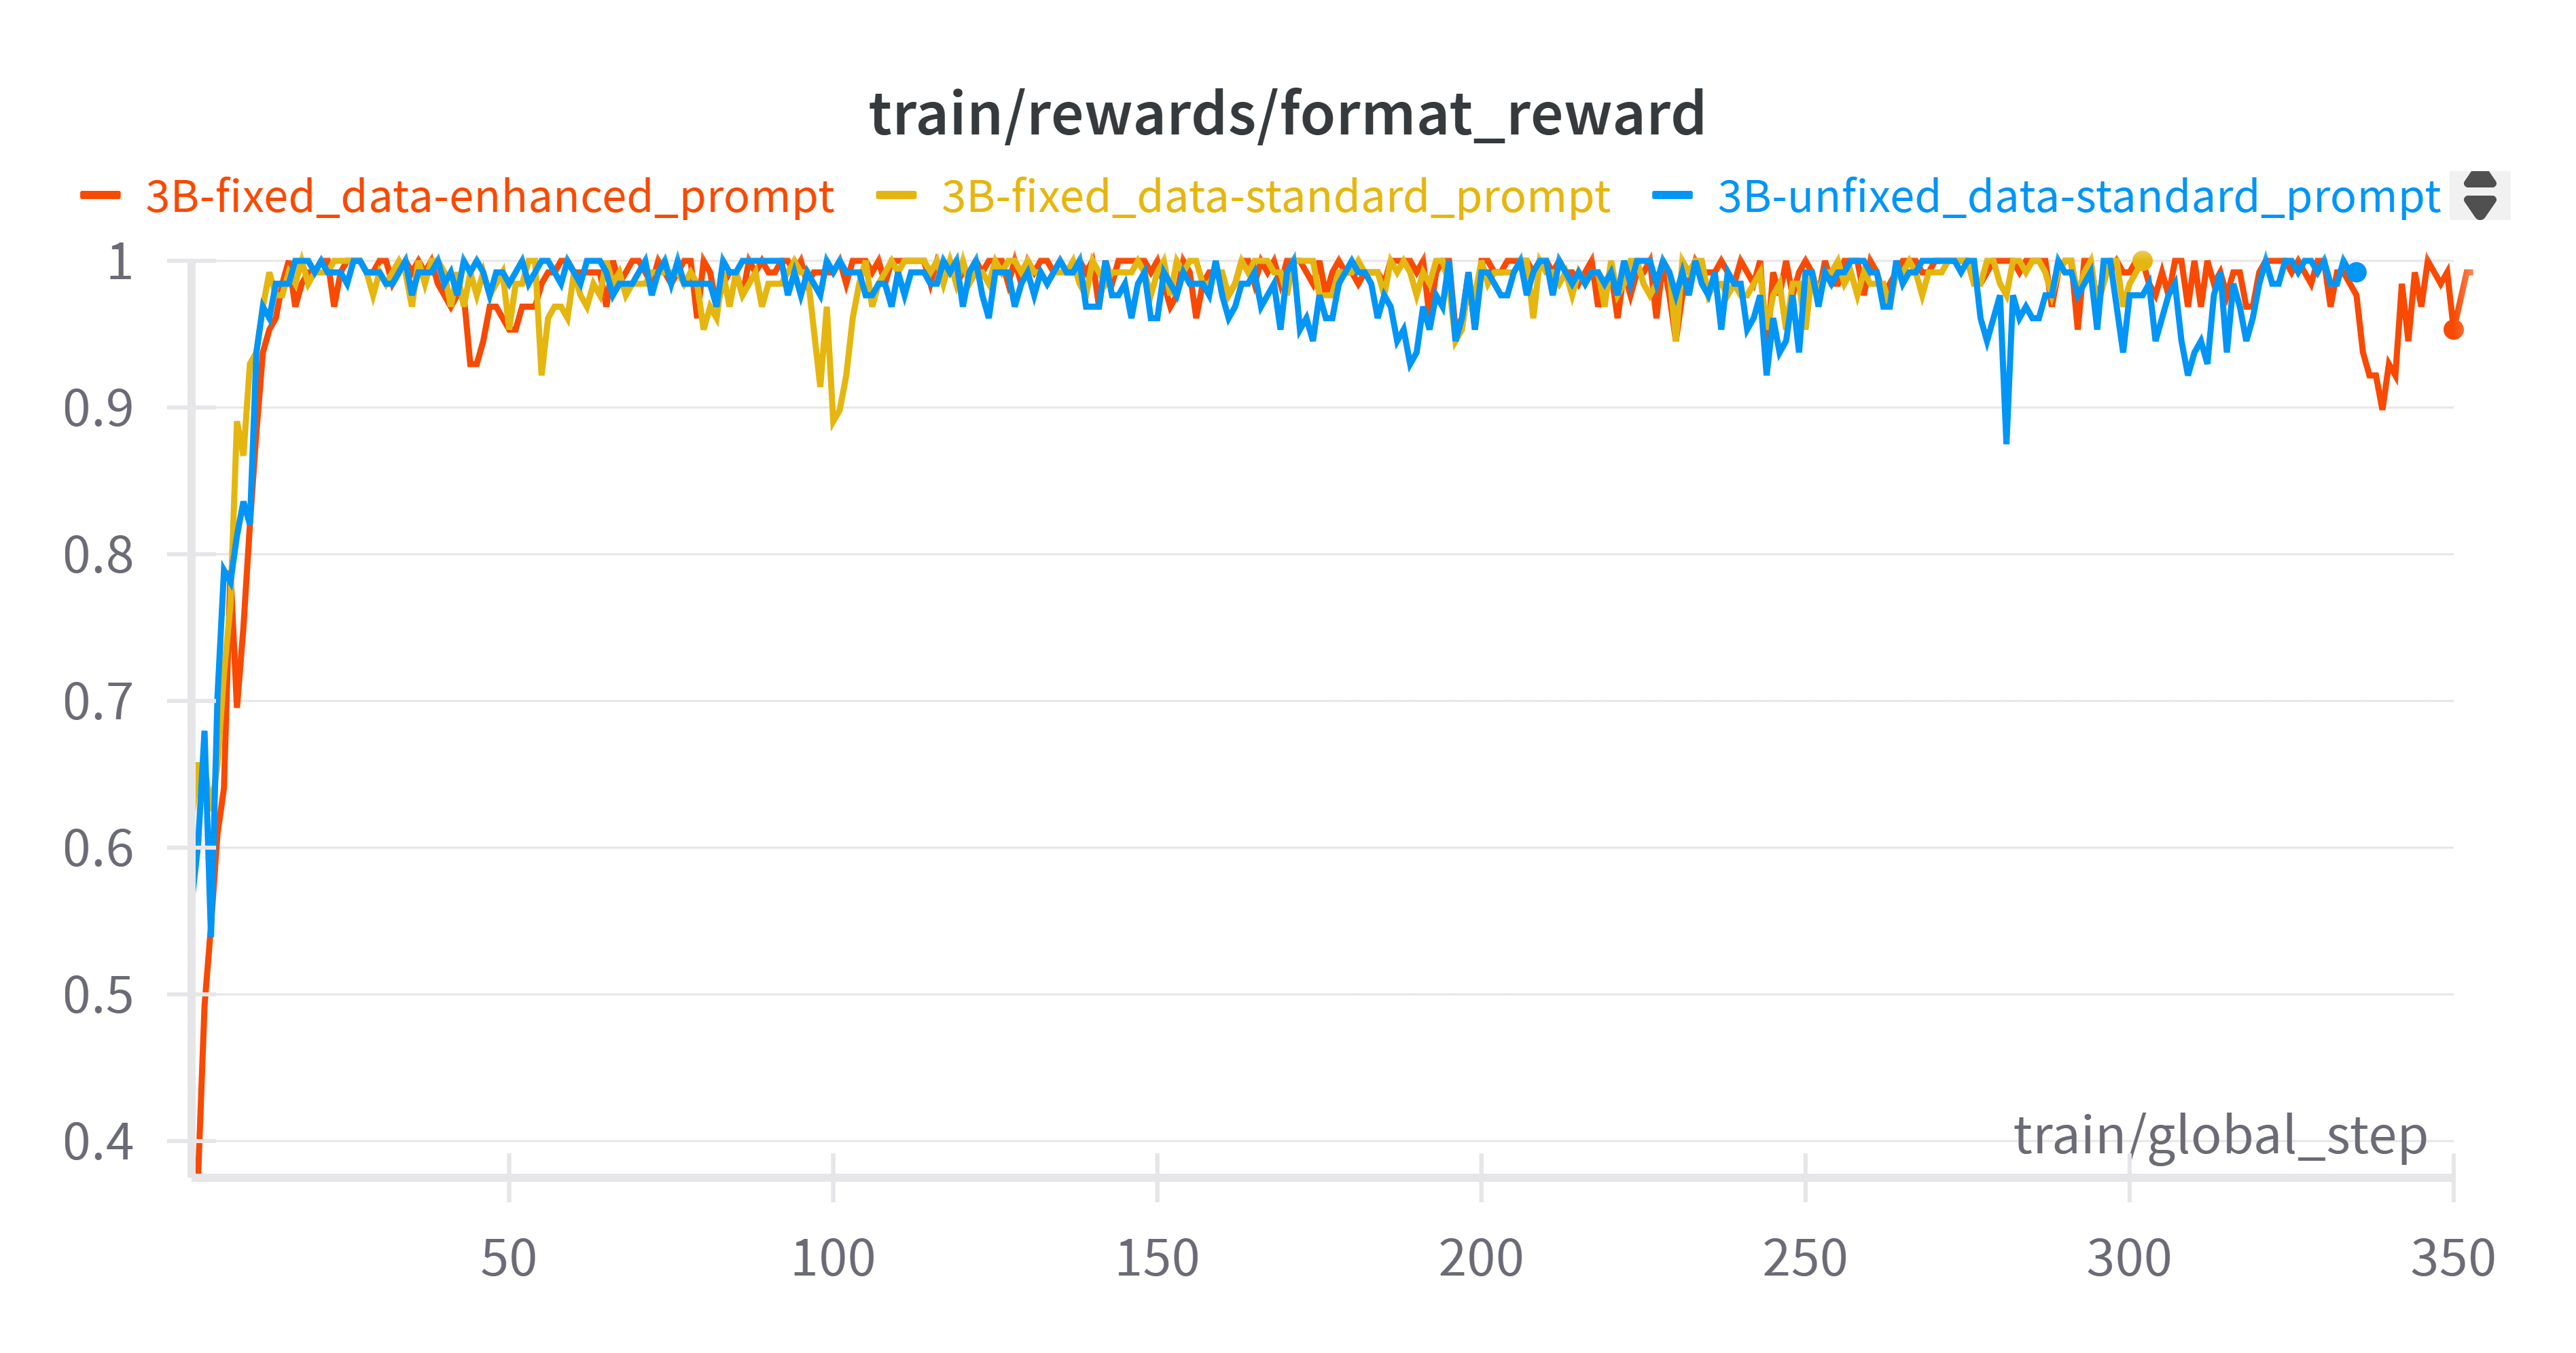 train/rewards/format_reward
3B-fixed_data-enhanced_prompt 3B-fixed_data-standard_prompt 3B-unfixed_data-standard_prompt
1
0.9
0.8
0.7
0.6
0.5
0.4
train/global_step
50 100 150 200 250 300 350